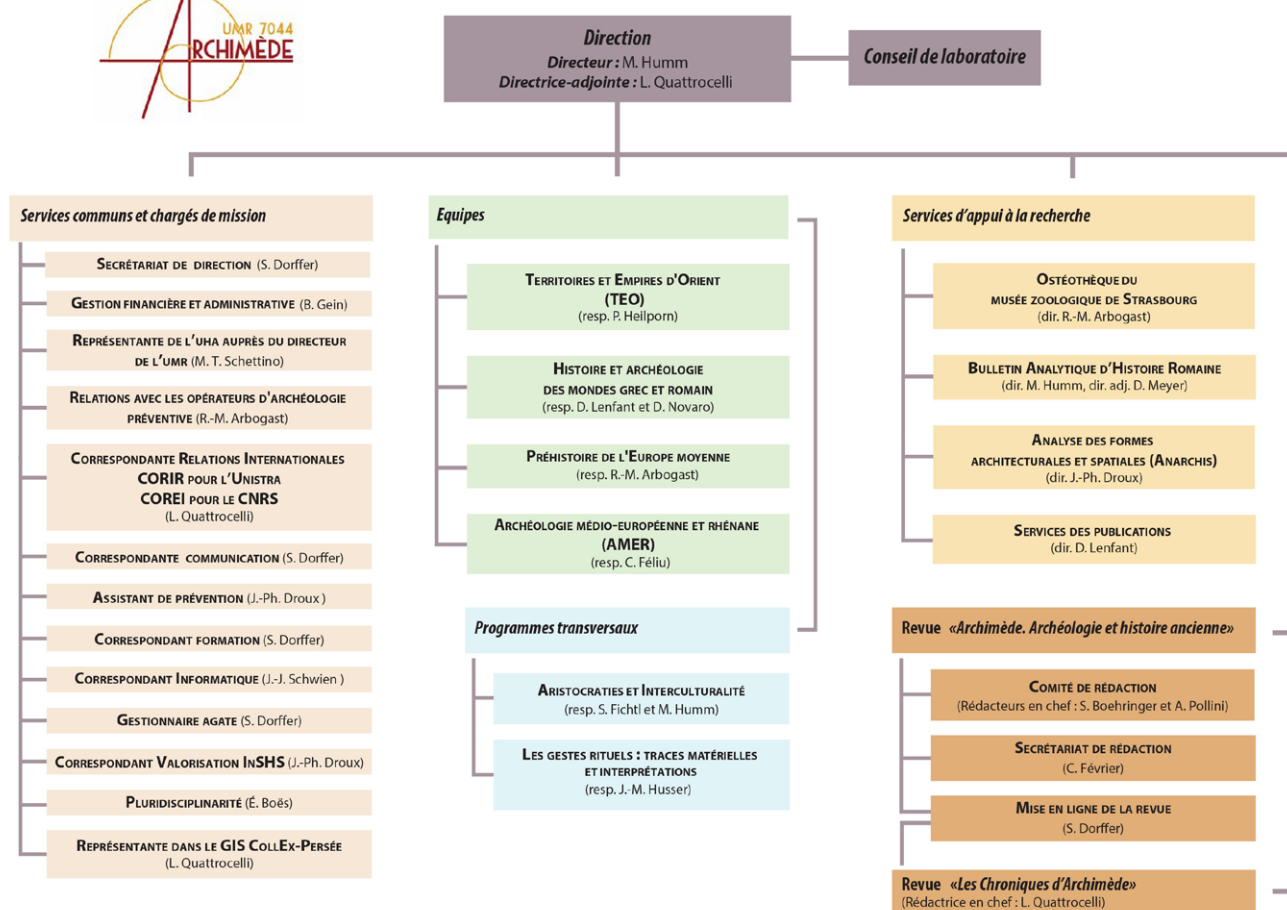 UMR 7044
ARCHIMÈDE
Direction
Directeur : M. Humm
Directrice-adjointe : L. Quattrocelli
Conseil de laboratoire
Services communs et chargés de mission
Secrétariat de direction (S. Dorffer)
Gestion financière et administrative (B. Gein)
Représentante de l'uha auprès du directeur
de l'umr (M. T. Schettino)
Relations avec les opérateurs d'archéologie
préventive (R.-M. Arbogast)
Correspondante Relations Internationales
CORIR pour l'Unistra
COREI pour le CNRS
(L. Quattrocelli)
Correspondante communication (S. Dorffer)
Assistant de prévention (J.-Ph. Droux )
Correspondant formation (S. Dorffer)
Correspondant Informatique (J.-J. Schwien )
Gestionnaire agate (S. Dorffer)
Correspondant Valorisation InSHS (J.-Ph. Droux)
Pluridisciplinarité (É. Boës)
Représentante dans le GIS CollEx-Persée
(L. Quattrocelli)
Equipes
Territoires et Empires d'Orient
(TEO)
(resp. P. Heilporn)
Histoire et archéologie
des mondes grec et romain
(resp. D. Lenfant et D. Novaro)
Préhistoire de l'Europe moyenne
(resp. R.-M. Arbogast)
Archéologie médio-européenne et rhénane
(AMER)
(resp. C. Féliu)
Programmes transversaux
Aristocraties et Interculturalité
(resp. S. Fichtl et M. Humm)
Les gestes rituels : traces matérielles
et interprétations
(resp. J.-M. Husser)
Services d'appui à la recherche
Ostéothèque du
musée zoologique de Strasbourg
(dir. R.-M. Arbogast)
Bulletin Analytique d'Histoire Romaine
(dir. M. Humm, dir. adj. D. Meyer)
Analyse des formes
architecturales et spatiales (Anarchis)
(dir. J.-Ph. Droux)
Services des publications
(dir. D. Lenfant)
Revue «Archimède. Archéologie et histoire ancienne»
Comité de rédaction
(Rédacteurs en chef : S. Boehringer et A. Pollini)
Secrétariat de rédaction
(C. Février)
Mise en ligne de la revue
(S. Dorffer)
Revue «Les Chroniques d'Archimède»
(Rédactrice en chef : L. Quattrocelli)